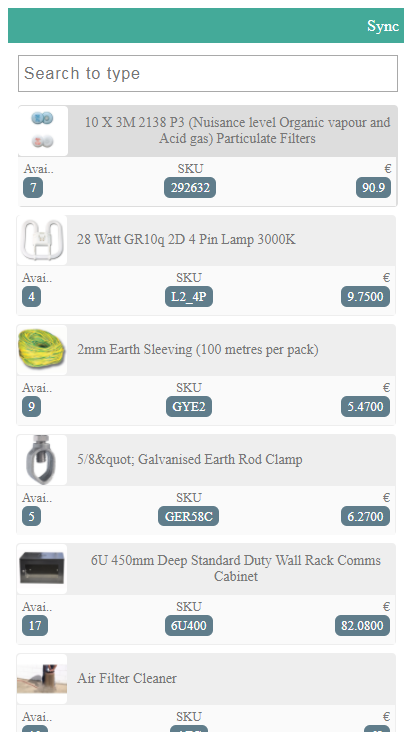 Sync
Search to type
10 X 3M 2138 P3 (Nuisance level Organic vapour and
Acid gas) Particulate Filters
Avai.. SKU €
7 292632 90.9
28 Watt GR10q 2D 4 Pin Lamp 3000K
Avai.. SKU €
4 L2_4P 9.7500
2mm Earth Sleeving (100 metres per pack)
Avai.. SKU €
9 GYE2 5.4700
5/8&quot; Galvanised Earth Rod Clamp
Avai.. SKU €
5 GER58C 6.2700
6U 450mm Deep Standard Duty Wall Rack Comms
Cabinet
Avai.. SKU €
17 6U400 82.0800
Air Filter Cleaner
Avai.. SKU €